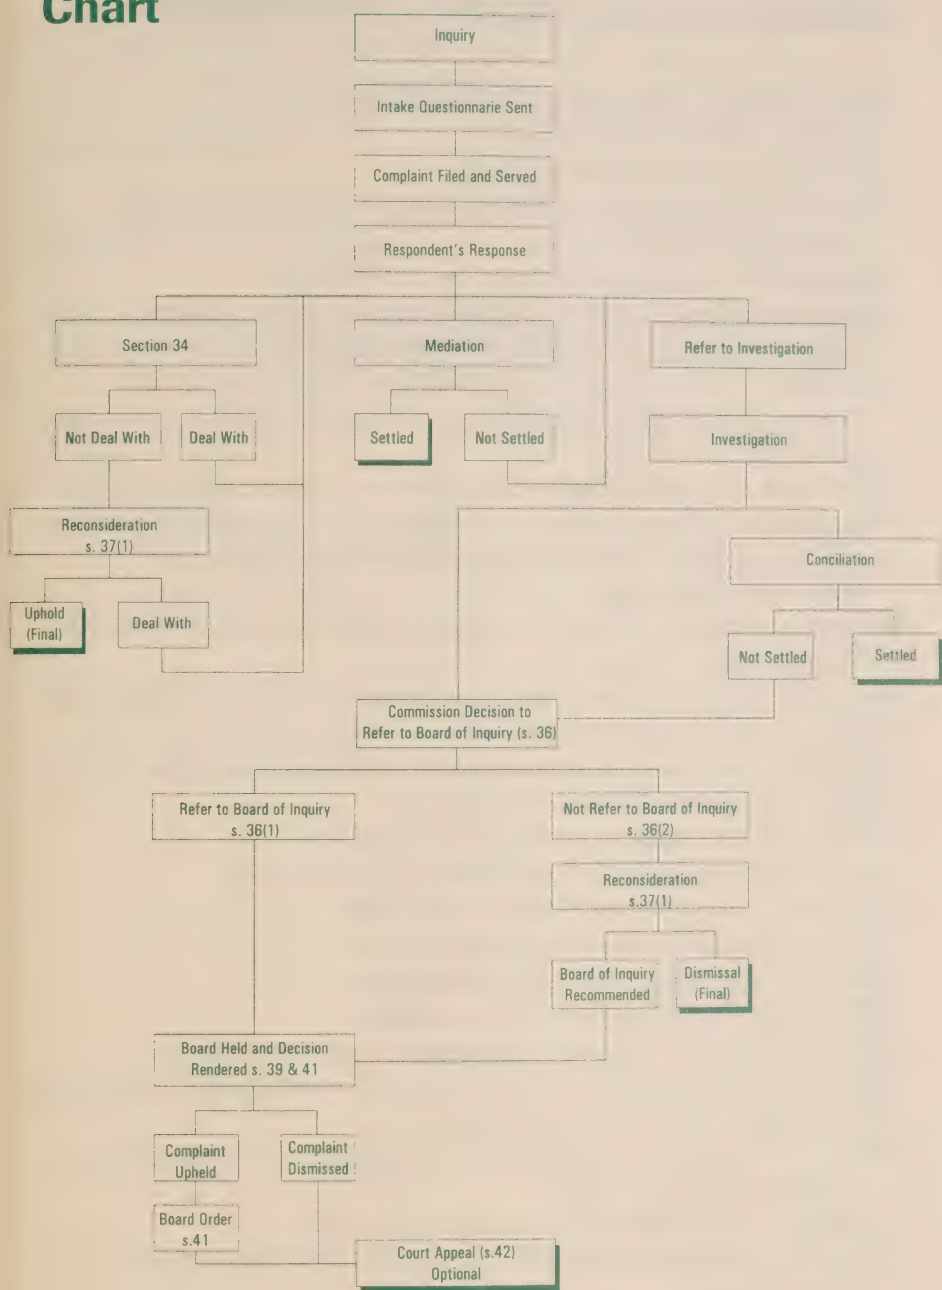 Chart
Inquiry
Intake Questionnarie Sent
Complaint Filed and Served
Respondent's Response
Section 34
Mediation
Refer to Investigation
Not Deal With
Deal With
Settled
Not Settled
Investigation
Reconsideration
s. 37(1)
Conciliation
Uphold
(Final)
Deal With
Not Settled
Settled
Commission Decision to
Refer to Board of Inquiry (s. 36)
Refer to Board of Inquiry
s. 36(1)
Not Refer to Board of Inquiry
s. 36(2)
Reconsideration
s.37(1)
Board of Inquiry
Recommended
Dismissal
(Final)
Board Held and Decision
Rendered s. 39 & 41
Complaint
Upheld
Complaint
Dismissed
Board Order
s.41
Court Appeal (s.42)
Optional